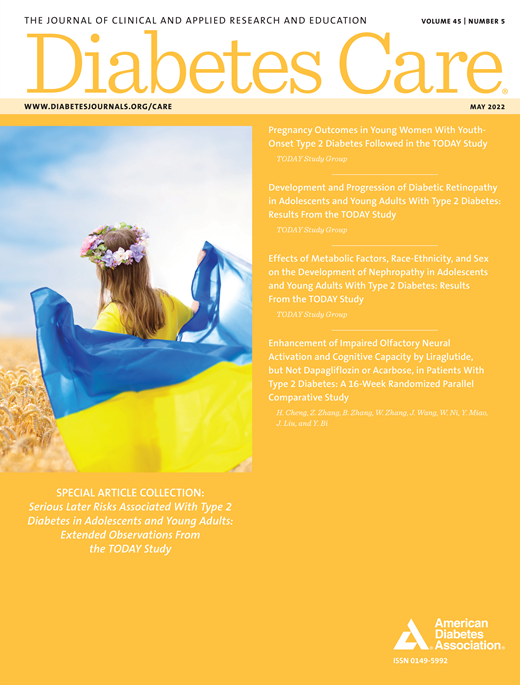 THE JOURNAL OF CLINICAL AND APPLIED RESEARCH AND EDUCATION
VOLUME 45 | NUMBER 5
Diabetes Care®
WWW.DIABETESJOURNALS.ORG/CARE
MAY 2022
Pregnancy Outcomes in Young Women With Youth-
Onset Type 2 Diabetes Followed in the TODAY Study
TODAY Study Group
Development and Progression of Diabetic Retinopathy
in Adolescents and Young Adults With Type 2 Diabetes:
Results From the TODAY Study
TODAY Study Group
Effects of Metabolic Factors, Race-Ethnicity, and Sex
on the Development of Nephropathy in Adolescents
and Young Adults With Type 2 Diabetes: Results
From the TODAY Study
TODAY Study Group
Enhancement of Impaired Olfactory Neural
Activation and Cognitive Capacity by Liraglutide,
but Not Dapagliflozin or Acarbose, in Patients With
Type 2 Diabetes: A 16-Week Randomized Parallel
Comparative Study
H. Cheng, Z. Zhang, B. Zhang, W. Zhang, J. Wang, W. Ni, Y. Miao,
J. Liu, and Y. Bi
SPECIAL ARTICLE COLLECTION:
Serious Later Risks Associated With Type 2
Diabetes in Adolescents and Young Adults:
Extended Observations From
the TODAY Study
American
Diabetes
Association®
ISSN 0149-5992